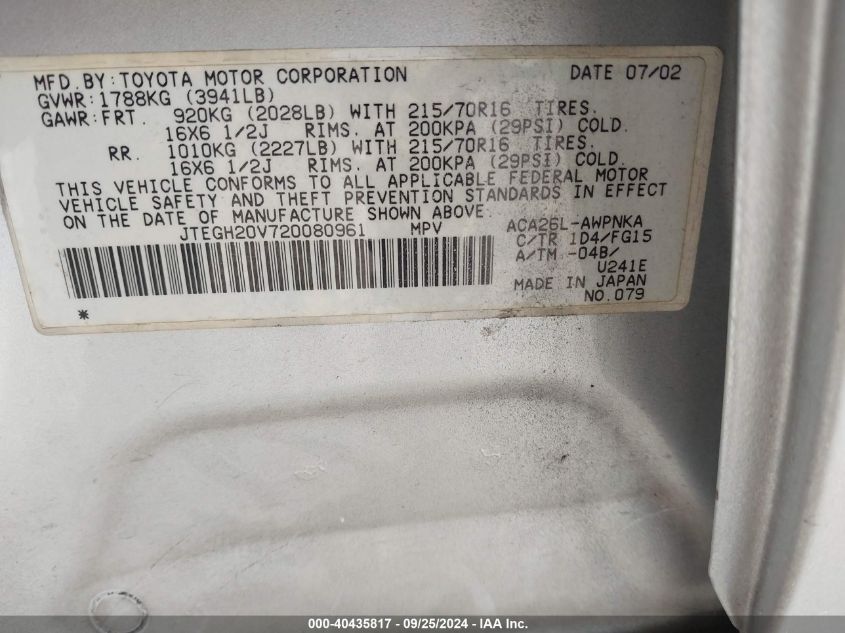 MFD.BY:TOYOTA MOTOR CORPORATION DATE 07/02
GVWR:1788KG (3941LB)
GAWR:FRT. 920KG (2028LB) WITH 215/70R16 TIRES.
16X6 1/2J RIMS. AT 200KPA (29PSI) COLD.
RR. 1010KG (2227LB) WITH 215/70R16 TIRES.
16X6 1/2J RIMS. AT 200KPA (29PSI) COLD.
THIS VEHICLE CONFORMS TO ALL APPLICABLE FEDERAL MOTOR
VEHICLE SAFETY AND THEFT PREVENTION STANDARDS IN EFFECT
ON THE DATE OF MANUFACTURE SHOWN ABOVE.
JTEGH20V720080961 MPV ACA26L-AWPNKA
C/TR 1D4/FG15
A/TM -04B/
U241E
MADE IN JAPAN
NO.079
*
000-40435817 - 09/25/2024 - IAA Inc.